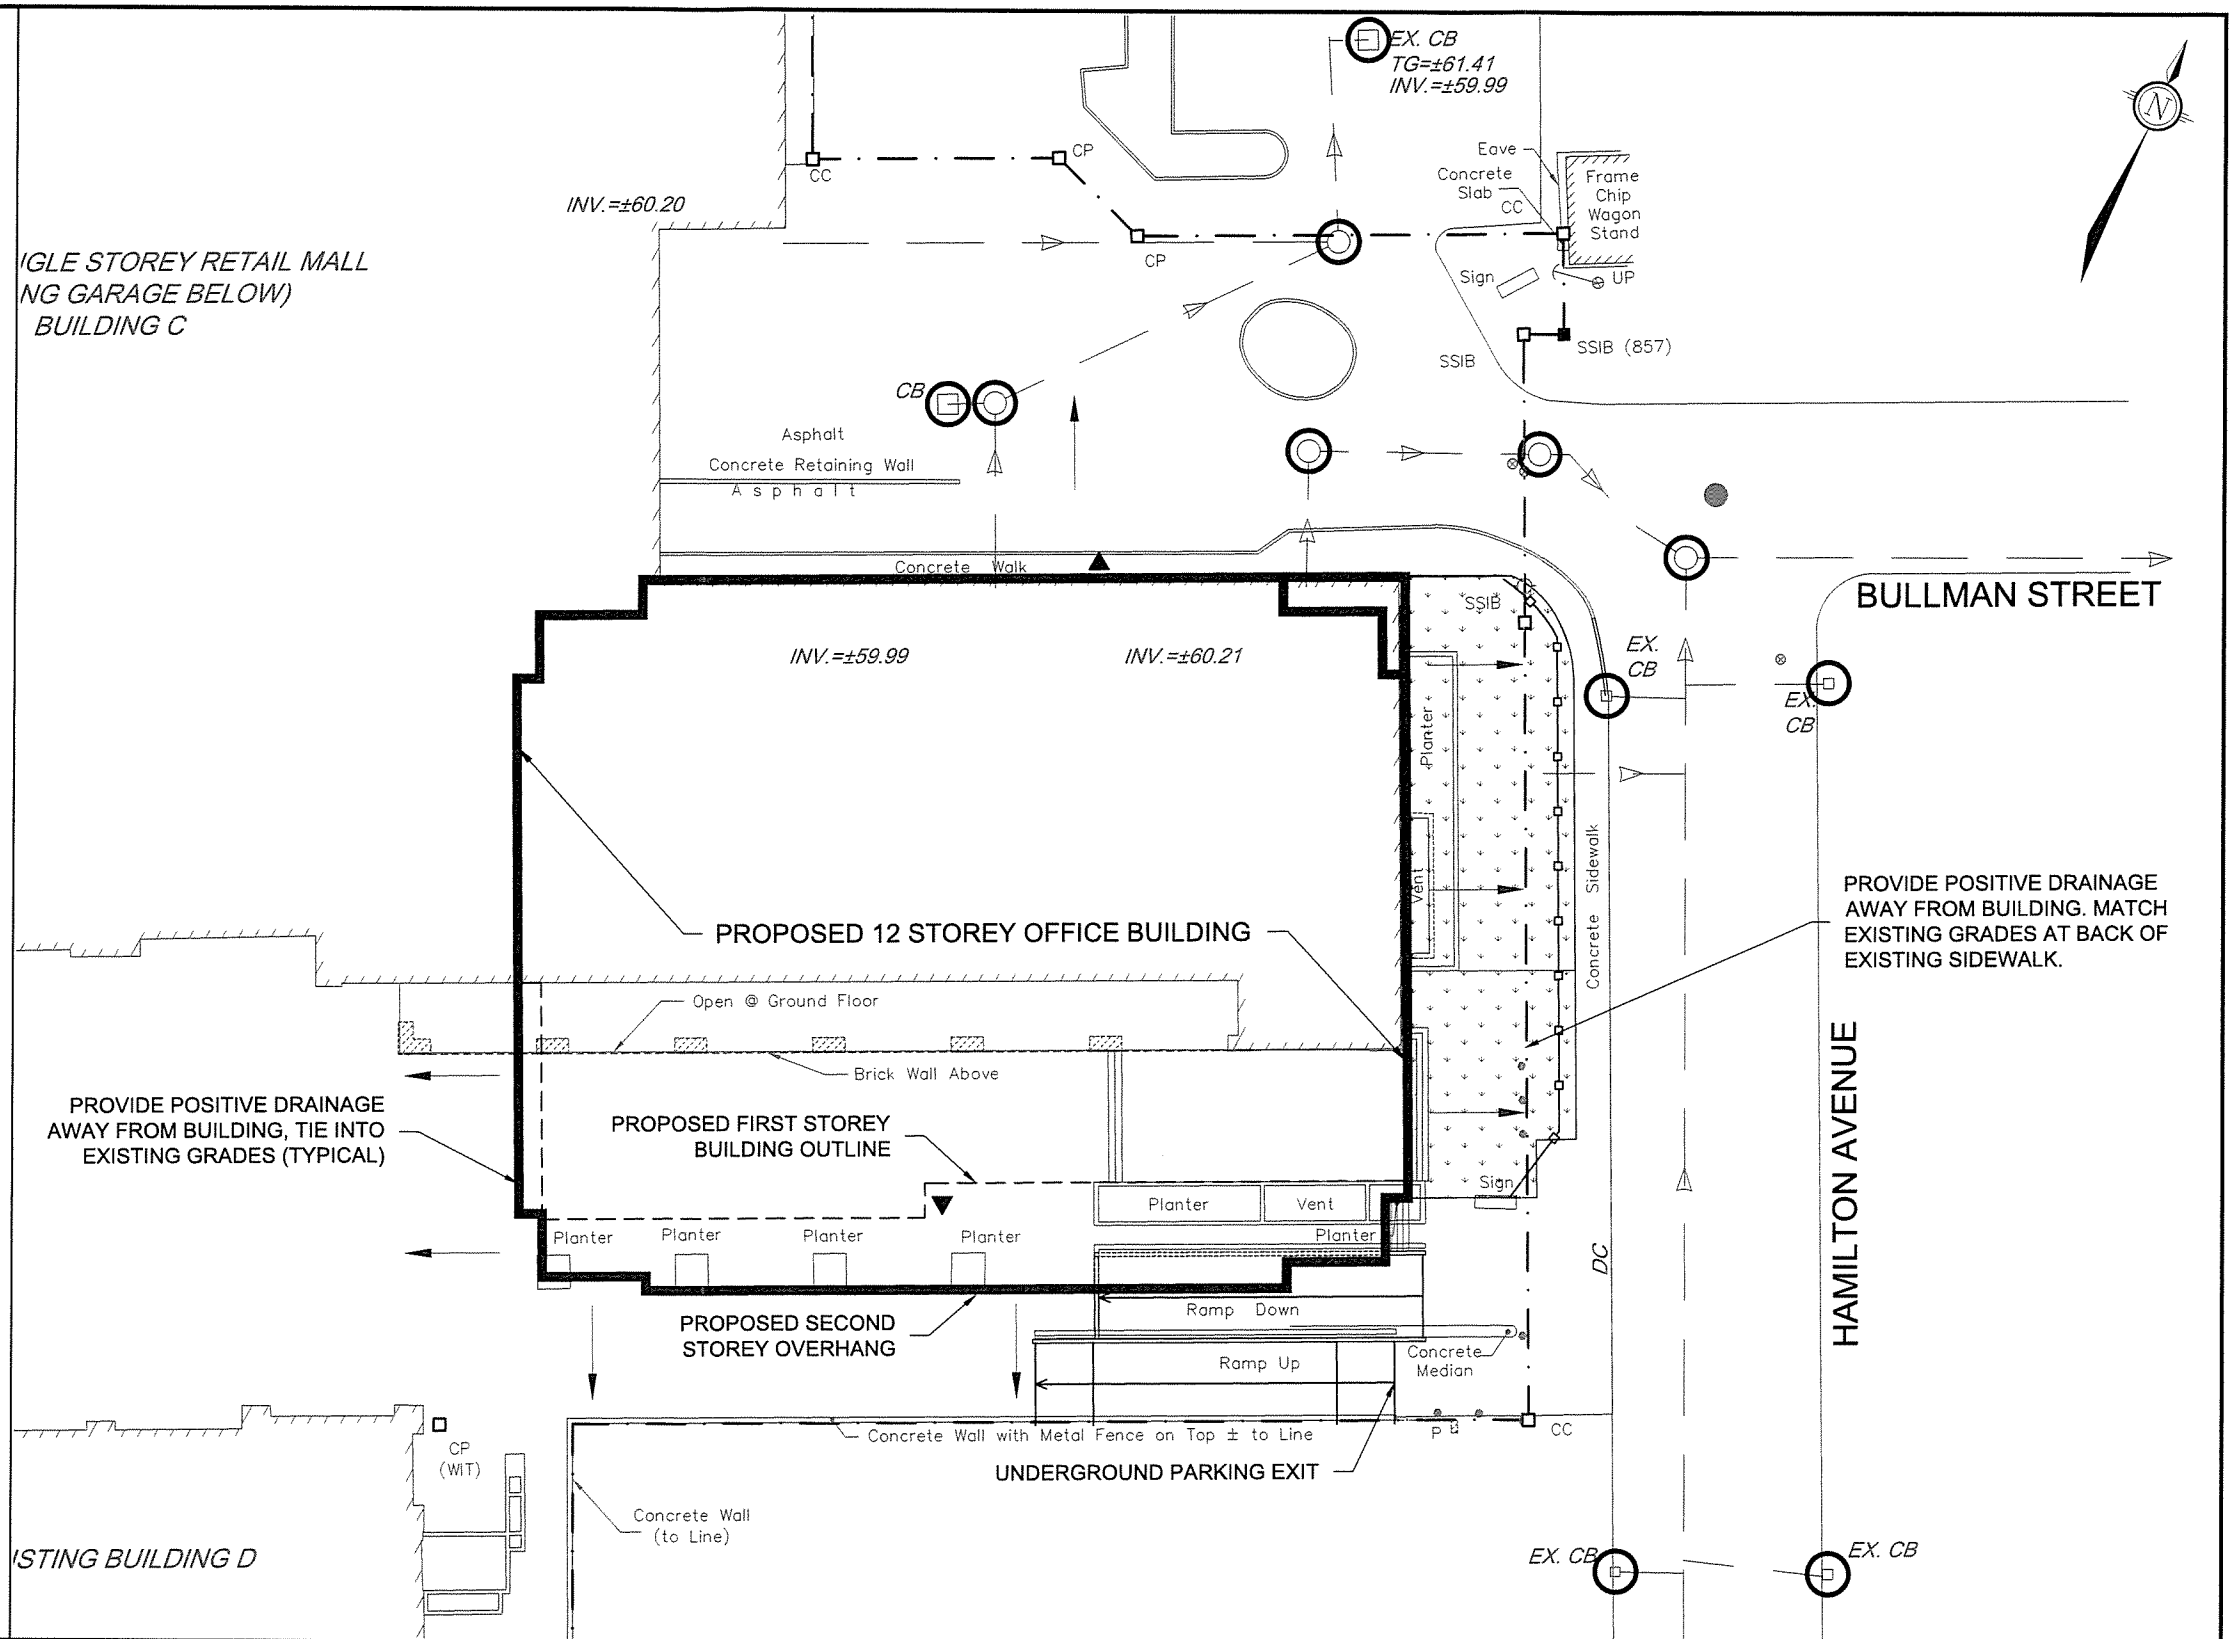 EX. CB
TG=±61.41
INV.=±59.99
N
CC
CP
CP
INV.=±60.20
Eave
Concrete
Slab
CC
Frame
Chip
Wagon
Stand
Sign
UP
SSIB
SSIB (857)
STOREY RETAIL MALL
GARAGE BELOW)
BUILDING C
CB
Asphalt
Concrete Retaining Wall
Asphalt
Concrete Walk
SSIB
BULLMAN STREET
INV.=±59.99
INV.=±60.21
EX.
CB
EX.
CB
Planter
Vent
Concrete Sidewalk
PROPOSED 12 STOREY OFFICE BUILDING
PROVIDE POSITIVE DRAINAGE
AWAY FROM BUILDING. MATCH
EXISTING GRADES AT BACK OF
EXISTING SIDEWALK.
Open @ Ground Floor
Brick Wall Above
PROVIDE POSITIVE DRAINAGE
AWAY FROM BUILDING, TIE INTO
EXISTING GRADES (TYPICAL)
PROPOSED FIRST STOREY
BUILDING OUTLINE
HAMILTON AVENUE
Sign
Planter
Vent
Planter
Planter
Planter
Planter
Planter
DC
PROPOSED SECOND
STOREY OVERHANG
Ramp Down
Ramp Up
Concrete
Median
Concrete Wall with Metal Fence on Top ± to Line
P
CC
CP
(WIT)
UNDERGROUND PARKING EXIT
Concrete Wall
(to Line)
BUILDING D
EX. CB
EX. CB